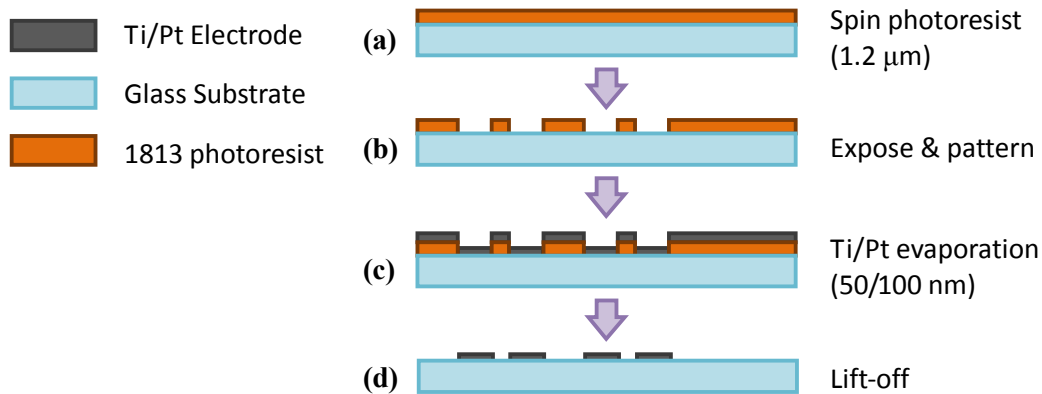 Ti/Pt Electrode
Glass Substrate
1813 photoresist
(a)
Spin photoresist
(1.2 μm)
(b)
Expose & pattern
(c)
Ti/Pt evaporation
(50/100 nm)
(d)
Lift-off